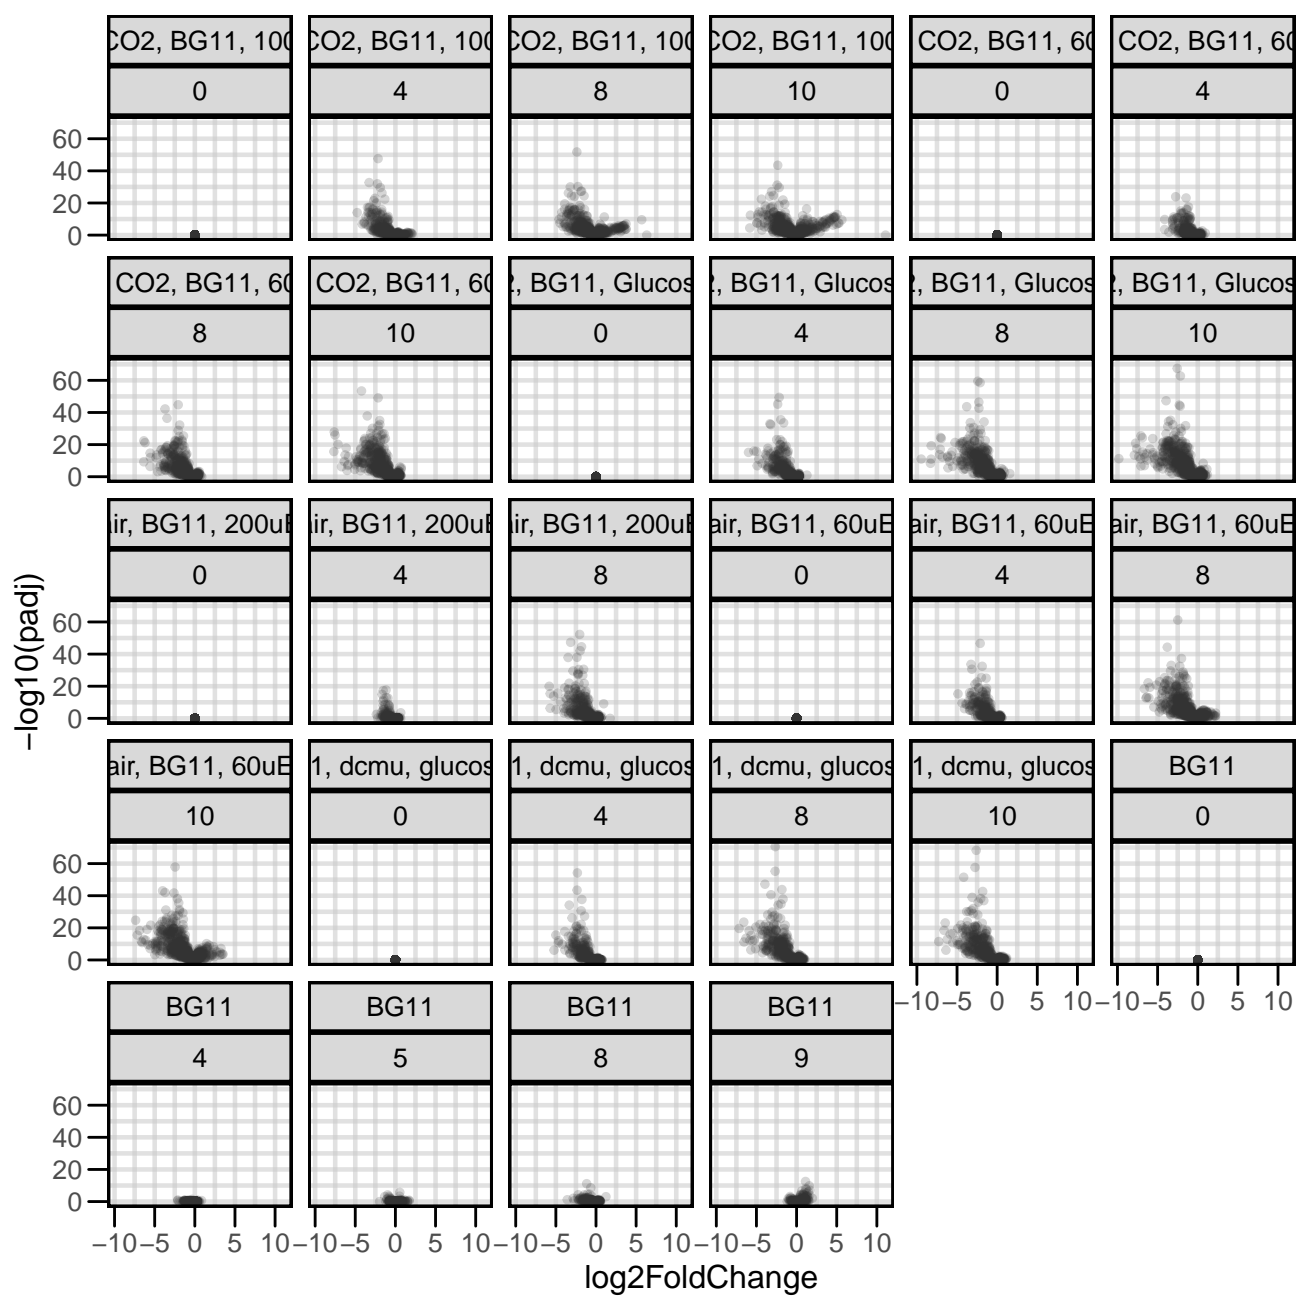 CO2, BG11, 100 CO2, BG11, 100 CO2, BG11, 100 CO2, BG11, 100 CO2, BG11, 60 CO2, BG11, 60
0 4 8 10 0 4
60
40
20
0
CO2, BG11, 60 CO2, BG11, 60 2, BG11, Glucos 2, BG11, Glucos 2, BG11, Glucos 2, BG11, Glucos
8 10 0 4 8 10
60
40
20
0
air, BG11, 200uE air, BG11, 200uE air, BG11, 200uE air, BG11, 60uE air, BG11, 60uE air, BG11, 60uE
0 4 8 0 4 8
60
40
20
0
−log10(padj)
air, BG11, 60uE 1, dcmu, glucos 1, dcmu, glucos 1, dcmu, glucos 1, dcmu, glucos BG11
10 0 4 8 10 0
60
40
20
0
−10 −5 0 5 10 −10 −5 0 5 10
BG11 BG11 BG11 BG11
4 5 8 9
60
40
20
0
−10 −5 0 5 10 −10 −5 0 5 10 −10 −5 0 5 10 −10 −5 0 5 10
log2FoldChange